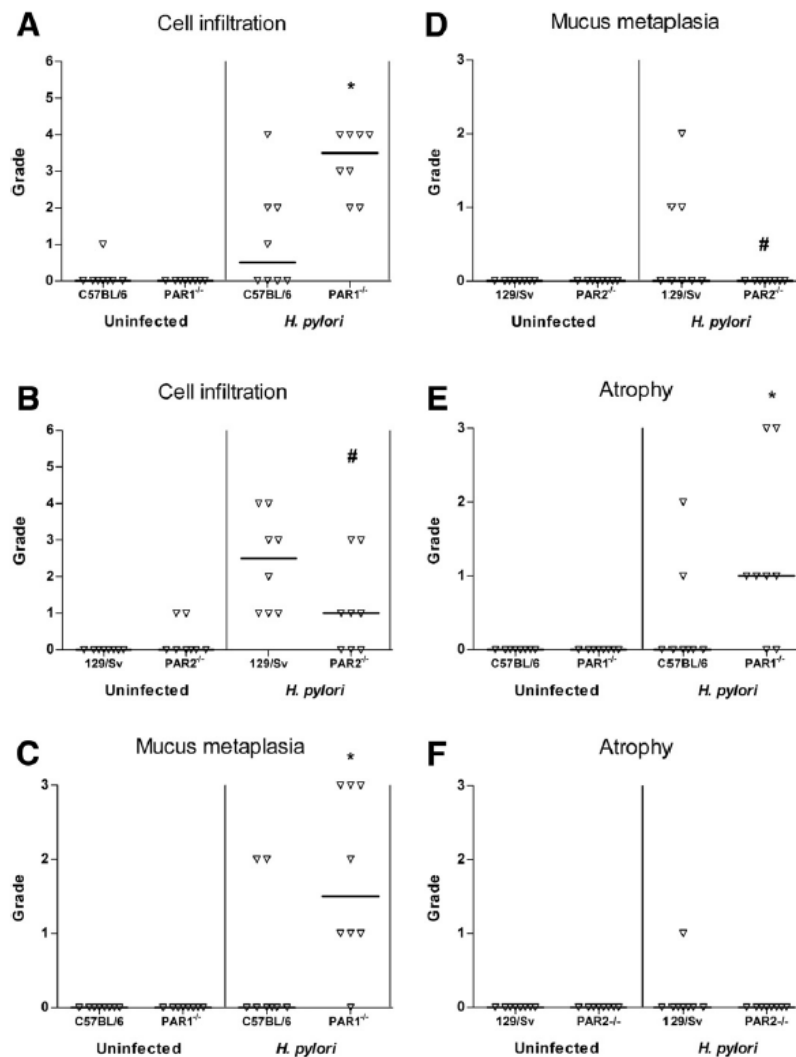 A
Cell infiltration
*
6
5
4
3
2
1
0
Grade
C57BL/6 PAR1-/- C57BL/6 PAR1-/-
Uninfected H. pylori
B
Cell infiltration
#
6
5
4
3
2
1
0
Grade
129/Sv PAR2-/- 129/Sv PAR2-/-
Uninfected H. pylori
C
Mucus metaplasia
*
3
2
1
0
Grade
C57BL/6 PAR1-/- C57BL/6 PAR1-/-
Uninfected H. pylori
D
Mucus metaplasia
3
2
1
0
Grade
#
129/Sv PAR2-/- 129/Sv PAR2-/-
Uninfected H. pylori
E
Atrophy
*
3
2
1
0
Grade
C57BL/6 PAR1-/- C57BL/6 PAR1-/-
Uninfected H. pylori
F
Atrophy
3
2
1
0
Grade
129/Sv PAR2-/- 129/Sv PAR2-/-
Uninfected H. pylori